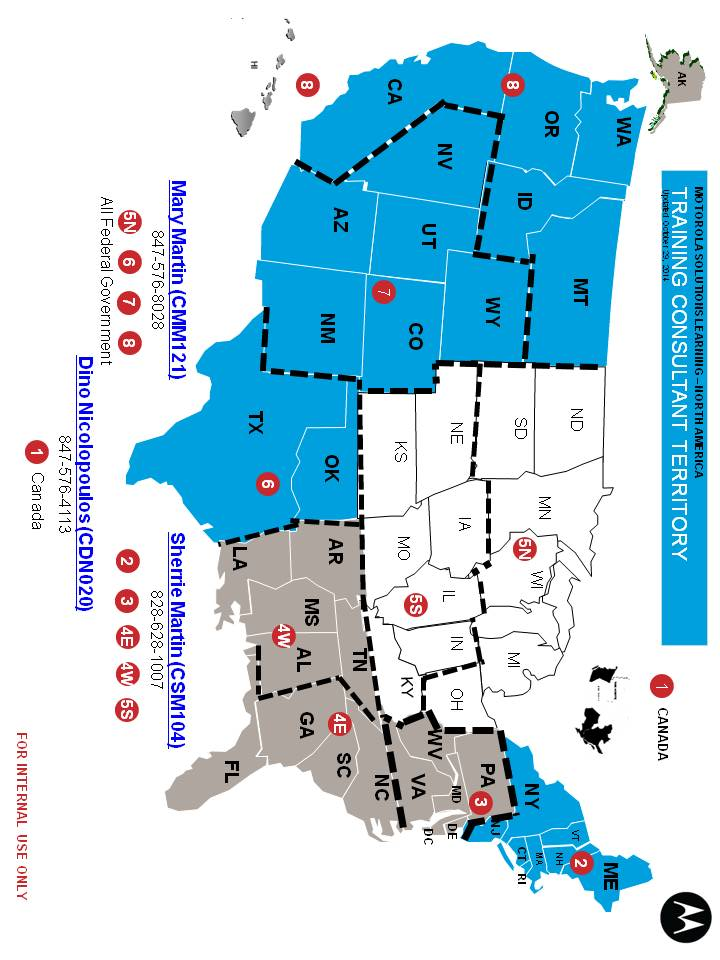 MOTOROLA SOLUTIONS LEARNING – NORTH AMERICA
TRAINING CONSULTANT TERRITORY
Updated October 29, 2014
AK
HI
WA
OR
CA
NV
ID
MT
WY
UT
AZ
CO
NM
TX
OK
ND
SD
NE
KS
MN
IA
MO
WI
IL
IN
MI
OH
KY
AR
LA
MS
AL
TN
GA
FL
SC
NC
VA
WV
MD
DE
DC
PA
NJ
NY
CT
RI
MA
VT
NH
ME
8
8
7
6
5N
5S
4W
4E
3
2
1
CANADA
Mary Martin (CMM121)
847-576-8028
5N 6 7 8
All Federal Government
Dino Nicolopoulos (CDN020)
847-576-4113
1 Canada
Sherrie Martin (CSM104)
828-628-1007
2 3 4E 4W 5S
FOR INTERNAL USE ONLY